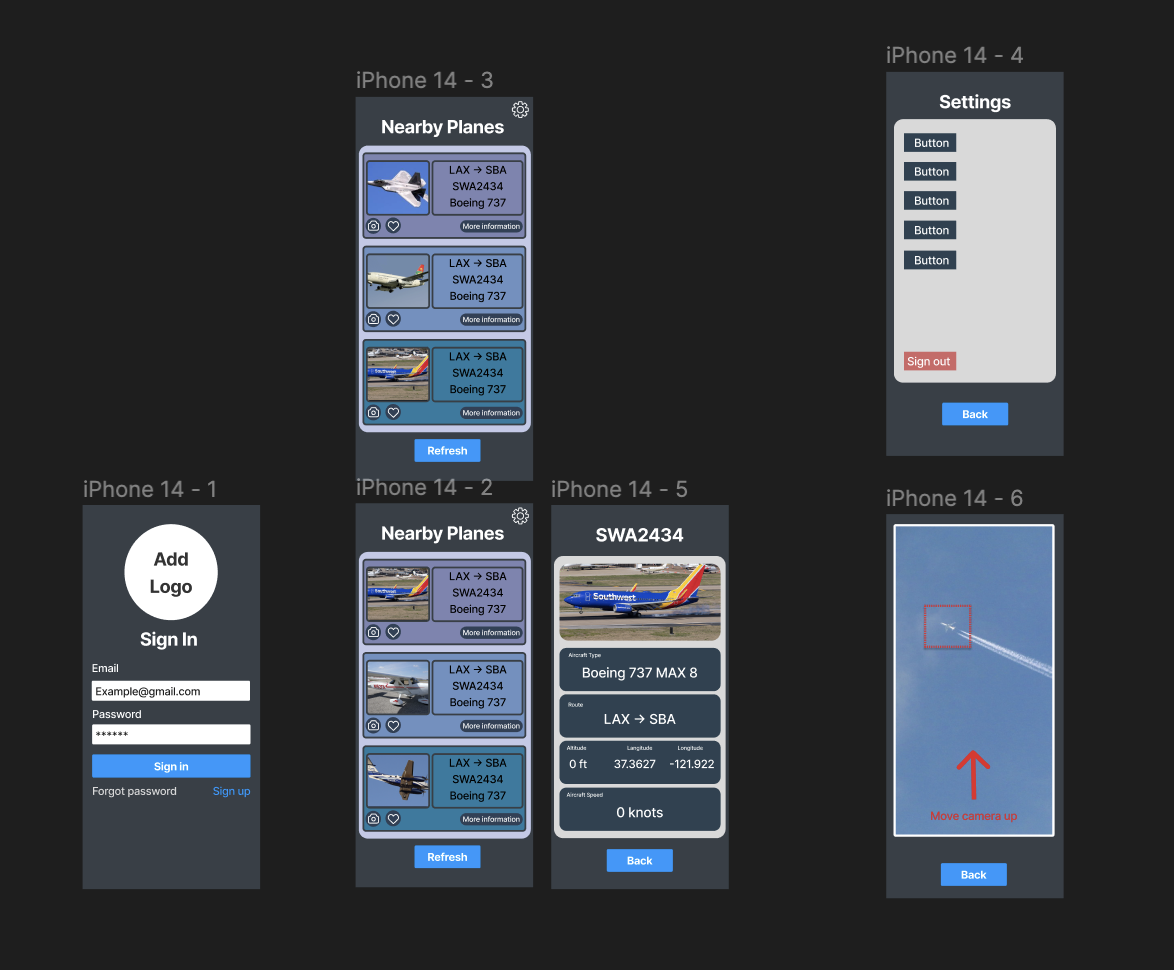 iPhone 14 - 3
Nearby Planes
LAX → SBA
SWA2434
Boeing 737
More information
LAX → SBA
SWA2434
Boeing 737
More information
Southwest
LAX → SBA
SWA2434
Boeing 737
More information
Refresh
iPhone 14 - 4
Settings
Button
Button
Button
Button
Button
Sign out
Back
iPhone 14 - 1
Add
Logo
Sign In
Email
Example@gmail.com
Password
******
Sign in
Forgot password
Sign up
iPhone 14 - 2
Nearby Planes
Southwest
LAX → SBA
SWA2434
Boeing 737
More information
LAX → SBA
SWA2434
Boeing 737
More information
LAX → SBA
SWA2434
Boeing 737
More information
Refresh
iPhone 14 - 5
SWA2434
Southwest
Aircraft Type
Boeing 737 MAX 8
Route
LAX → SBA
Altitude Langitude Longitude
0 ft 37.3627 -121.922
Aircraft Speed
0 knots
Back
iPhone 14 - 6
Move camera up
Back